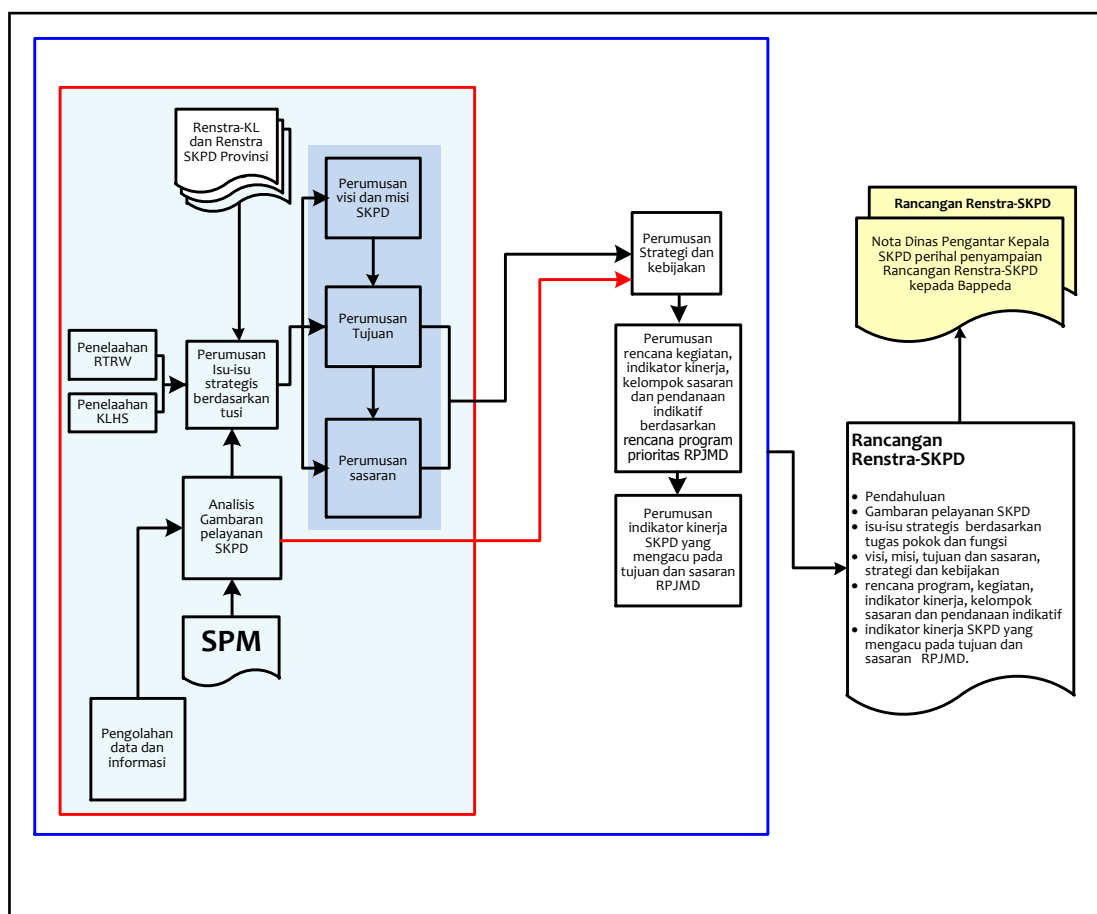 Renstra-KL
dan Renstra
SKPD Provinsi
Perumusan
visi dan misi
SKPD
Perumusan
Tujuan
Perumusan
sasaran
Penelaahan
RTRW
Penelaahan
KLHS
Perumusan
Isu-isu
strategis
berdasarkan
tusi
Analisis
Gambaran
pelayanan
SKPD
SPM
Pengolahan
data dan
informasi
Perumusan
Strategi dan
kebijakan
Perumusan
rencana kegiatan,
indikator kinerja,
kelompok sasaran
dan pendanaan
indikatif
berdasarkan
rencana program
prioritas RPJMD
Perumusan
indikator kinerja
SKPD yang
mengacu pada
tujuan dan
sasaran RPJMD
Rancangan Renstra-SKPD
Nota Dinas Pengantar Kepala
SKPD perihal penyampaian
Rancangan Renstra-SKPD
kepada Bappeda
Rancangan
Renstra-SKPD
• Pendahuluan
• Gambaran pelayanan SKPD
• isu-isu strategis berdasarkan
tugas pokok dan fungsi
• visi, misi, tujuan dan sasaran,
strategi dan kebijakan
• rencana program, kegiatan,
indikator kinerja, kelompok
sasaran dan pendanaan indikatif
• indikator kinerja SKPD yang
mengacu pada tujuan dan
sasaran RPJMD.